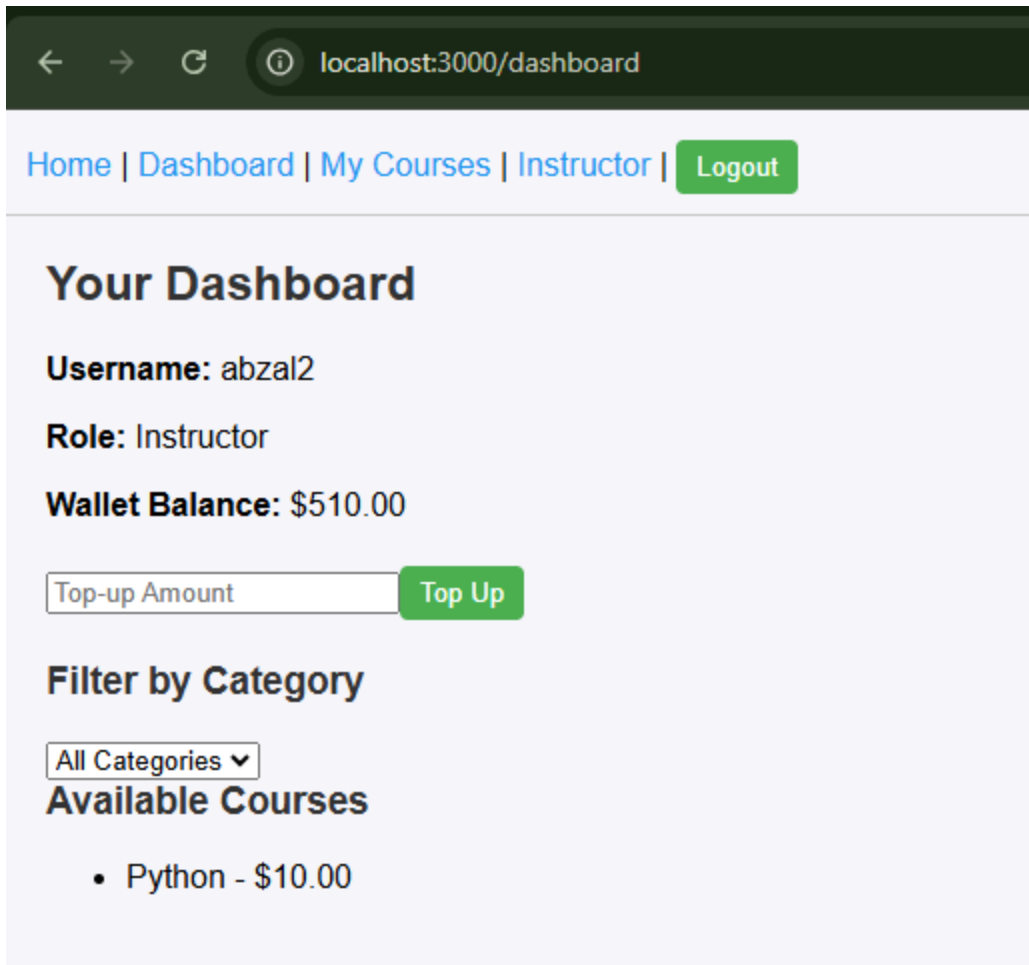 localhost:3000/dashboard
Home | Dashboard | My Courses | Instructor | Logout
Your Dashboard
Username: abzal2
Role: Instructor
Wallet Balance: $510.00
Top-up Amount Top Up
Filter by Category
All Categories
Available Courses
• Python - $10.00